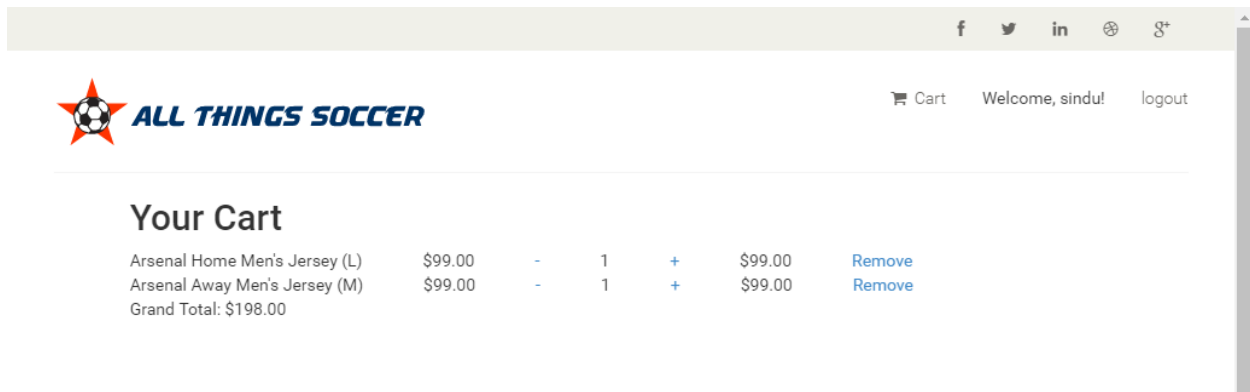 f in g+
ALL THINGS SOCCER
Cart Welcome, sindu! logout
Your Cart
Arsenal Home Men's Jersey (L) $99.00 - 1 + $99.00 Remove
Arsenal Away Men's Jersey (M) $99.00 - 1 + $99.00 Remove
Grand Total: $198.00